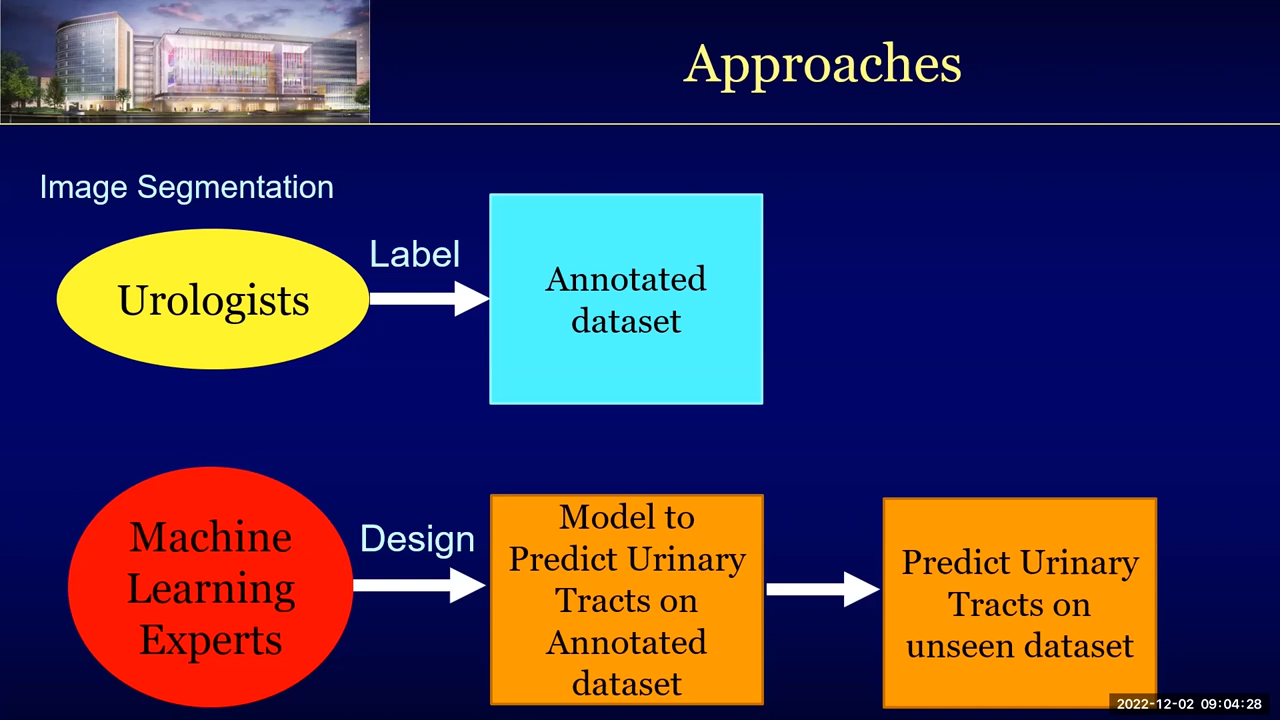 Approaches
Image Segmentation
Urologists
Label
Annotated
dataset
Machine
Learning
Experts
Design
Model to
Predict Urinary
Tracts on
Annotated
dataset
Predict Urinary
Tracts on
unseen dataset
2022-12-02 09:04:28